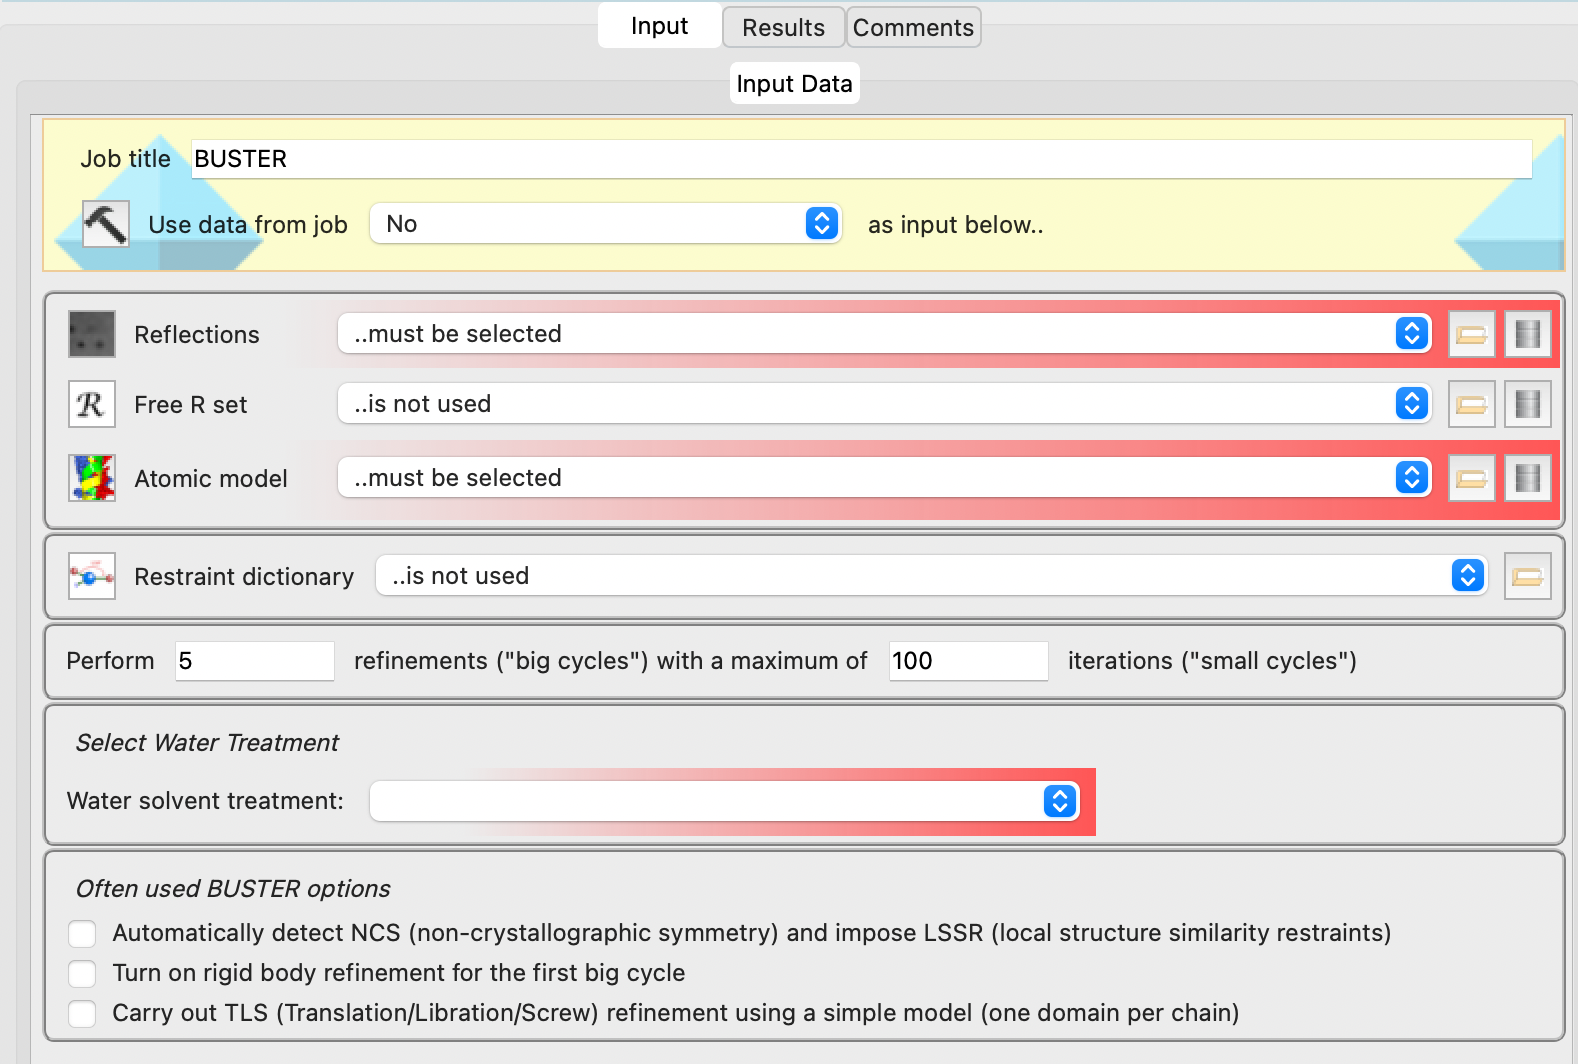 Input Results Comments
Input Data
Job title BUSTER
Use data from job No as input below..
Reflections ..must be selected
R Free R set ..is not used
Atomic model ..must be selected
Restraint dictionary ..is not used
Perform 5 refinements ("big cycles") with a maximum of 100 iterations ("small cycles")
Select Water Treatment
Water solvent treatment:
Often used BUSTER options
Automatically detect NCS (non-crystallographic symmetry) and impose LSSR (local structure similarity restraints)
Turn on rigid body refinement for the first big cycle
Carry out TLS (Translation/Libration/Screw) refinement using a simple model (one domain per chain)